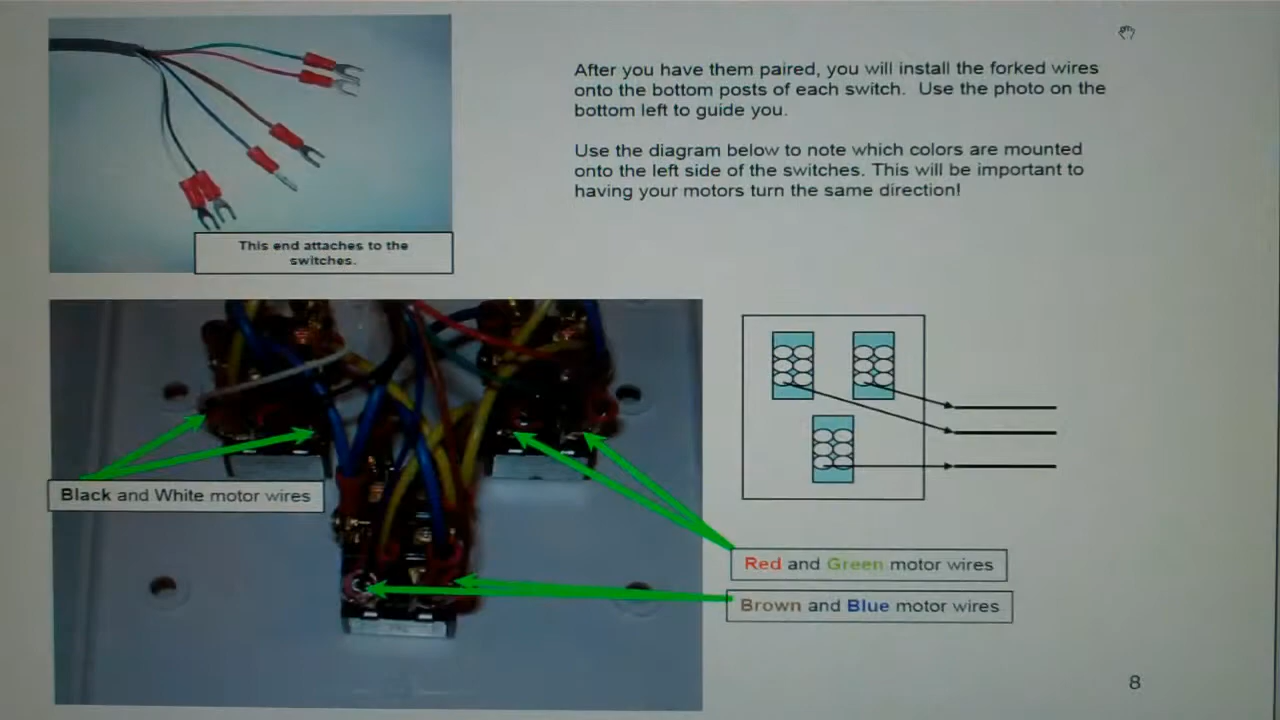 After you have them paired, you will install the forked wires
onto the bottom posts of each switch.  Use the photo on the
bottom left to guide you.
Use the diagram below to note which colors are mounted
onto the left side of the switches. This will be important to
having your motors turn the same direction!
This end attaches to the
switches.
Black and White motor wires
Red and Green motor wires
Brown and Blue motor wires
8